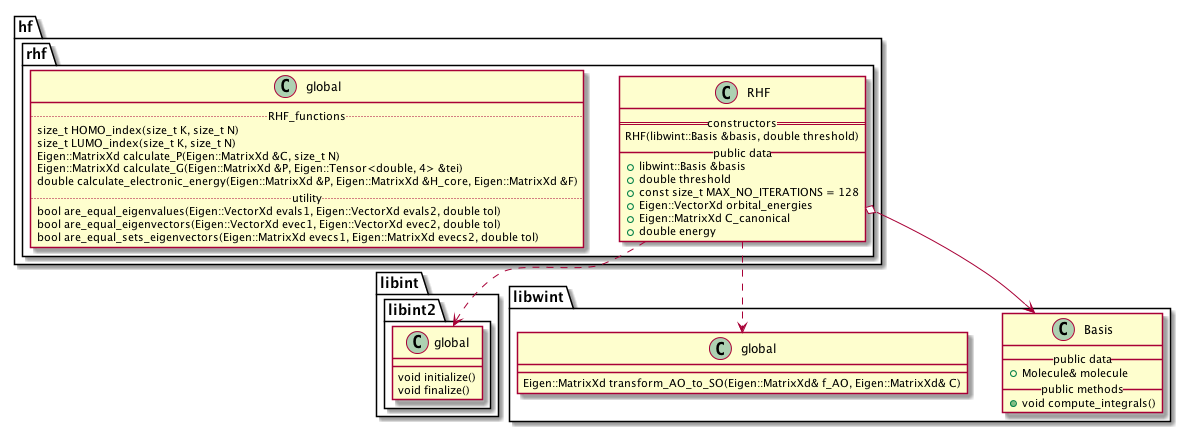 hf
rhf
C global
RHF_functions
size_t HOMO_index(size_t K, size_t N)
size_t LUMO_index(size_t K, size_t N)
Eigen::MatrixXd calculate_P(Eigen::MatrixXd &C, size_t N)
Eigen::MatrixXd calculate_G(Eigen::MatrixXd &P, Eigen::Tensor<double, 4> &tei)
double calculate_electronic_energy(Eigen::MatrixXd &P, Eigen::MatrixXd &H_core, Eigen::MatrixXd &F)
utility
bool are_equal_eigenvalues(Eigen::VectorXd evals1, Eigen::VectorXd evals2, double tol)
bool are_equal_eigenvectors(Eigen::VectorXd evec1, Eigen::VectorXd evec2, double tol)
bool are_equal_sets_eigenvectors(Eigen::MatrixXd evecs1, Eigen::MatrixXd evecs2, double tol)
C RHF
constructors
RHF(libwint::Basis &basis, double threshold)
public data
libwint::Basis &basis
double threshold
const size_t MAX_NO_ITERATIONS = 128
Eigen::VectorXd orbital_energies
Eigen::MatrixXd C_canonical
double energy
libint
libint2
C global
void initialize()
void finalize()
libwint
C global
Eigen::MatrixXd transform_AO_to_SO(Eigen::MatrixXd& f_AO, Eigen::MatrixXd& C)
C Basis
public data
Molecule& molecule
public methods
void compute_integrals()